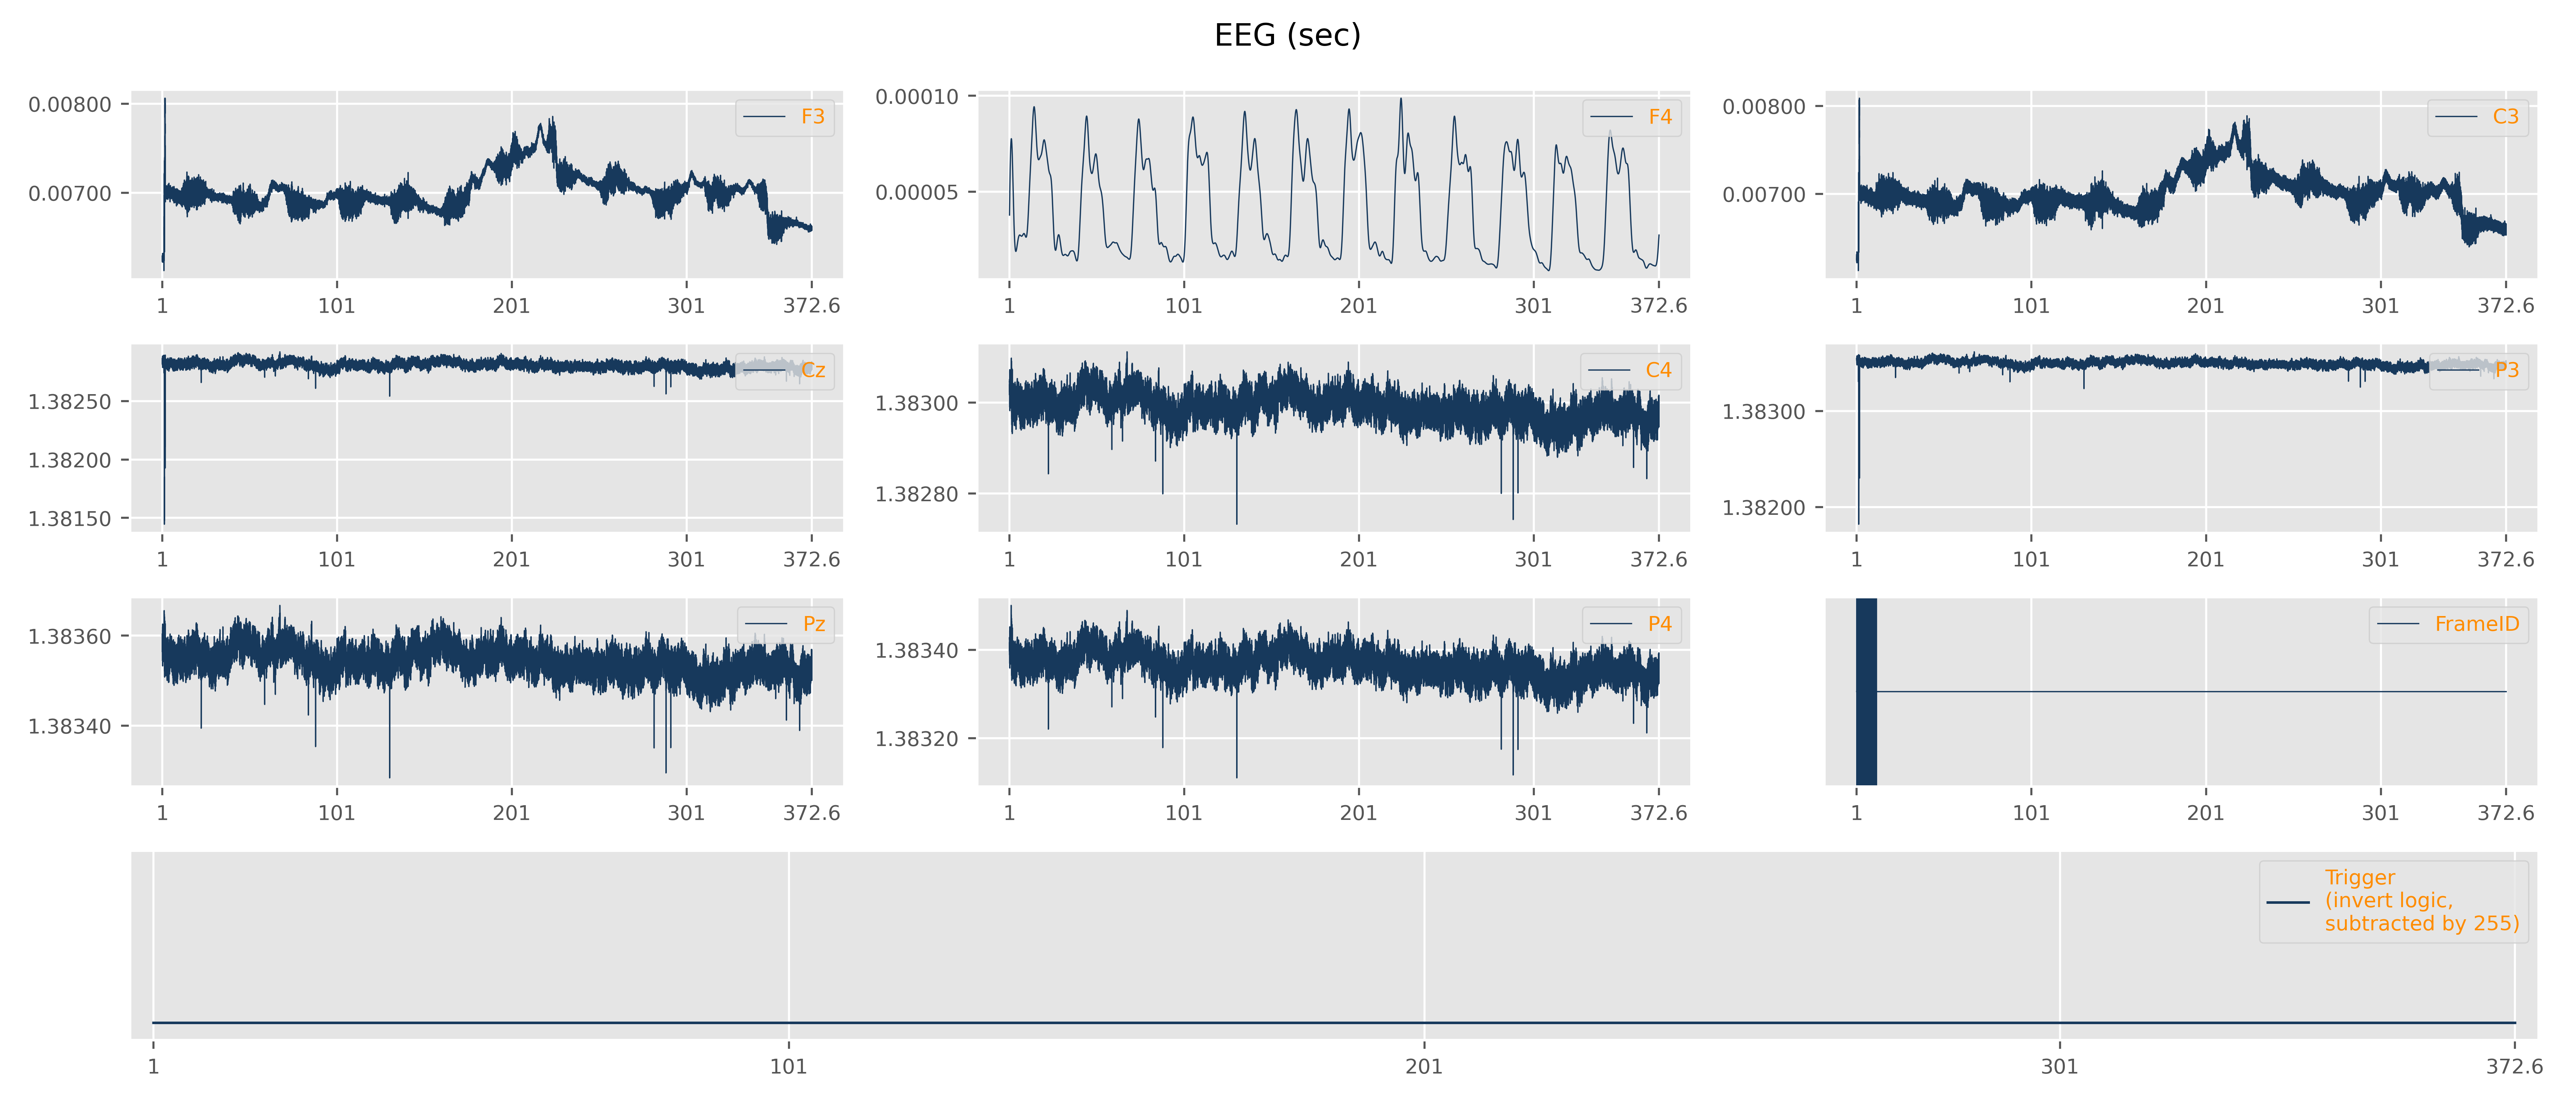 EEG (sec)
0.00800
0.00700
F3
1 101 201 301 372.6
0.00010
0.00005
F4
1 101 201 301 372.6
0.00800
0.00700
C3
1 101 201 301 372.6
1.38250
1.38200
1.38150
Cz
1 101 201 301 372.6
1.38300
1.38280
C4
1 101 201 301 372.6
1.38300
1.38200
P3
1 101 201 301 372.6
1.38360
1.38340
Pz
1 101 201 301 372.6
1.38340
1.38320
P4
1 101 201 301 372.6
FrameID
1 101 201 301 372.6
Trigger
(invert logic,
subtracted by 255)
1 101 201 301 372.6